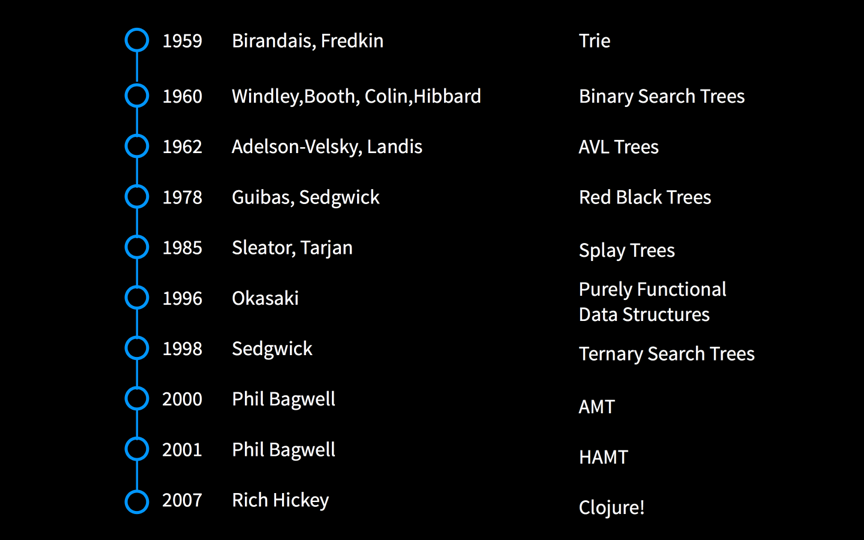 1959 Birandais, Fredkin Trie
1960 Windley,Booth, Colin,Hibbard Binary Search Trees
1962 Adelson-Velsky, Landis AVL Trees
1978 Guibas, Sedgwick Red Black Trees
1985 Sleator, Tarjan Splay Trees
1996 Okasaki Purely Functional
Data Structures
1998 Sedgwick Ternary Search Trees
2000 Phil Bagwell AMT
2001 Phil Bagwell HAMT
2007 Rich Hickey Clojure!